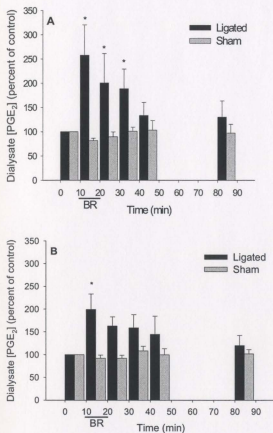 A
Dialysate [PGE₂] (percent of control)
350
300
250
200
150
100
50
0
* * *
Ligated
Sham
0 10 20 30 40 50 60 70 80 90
BR
Time (min)
B
Dialysate [PGE₂] (percent of control)
350
300
250
200
150
100
50
0
*
Ligated
Sham
0 10 20 30 40 50 60 70 80 90
BR
Time (min)